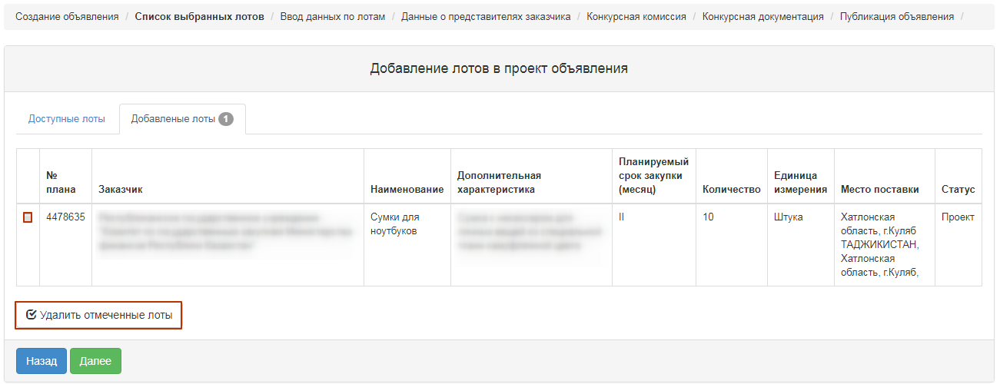 Создание объявления / Список выбранных лотов / Ввод данных по лотам / Данные о представителях заказчика / Конкурсная комиссия / Конкурсная документация / Публикация объявления /
Добавление лотов в проект объявления
Доступные лоты Добавленые лоты 1
№ плана
Заказчик
Наименование
Дополнительная
характеристика
Планируемый
срок закупки
(месяц)
Количество
Единица
измерения
Место поставки
Статус
4478635
Сумки для
ноутбуков
II
10
Штука
Хатлонская
область, г.Куляб
ТАДЖИКИСТАН,
Хатлонская
область, г.Куляб,
Проект
Удалить отмеченные лоты
Назад Далее